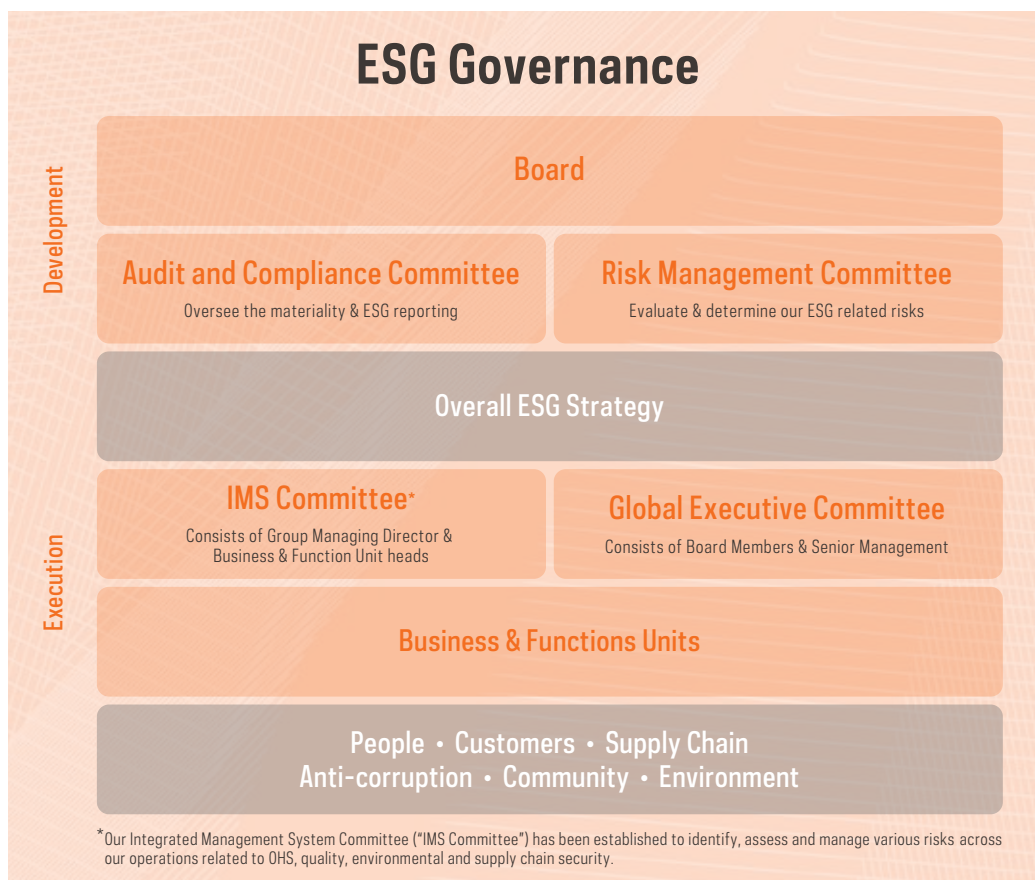 ESG Governance
Development
Board
Audit and Compliance Committee
Oversee the materiality & ESG reporting
Risk Management Committee
Evaluate & determine our ESG related risks
Overall ESG Strategy
Execution
IMS Committee*
Consists of Group Managing Director &
Business & Function Unit heads
Global Executive Committee
Consists of Board Members & Senior Management
Business & Functions Units
People • Customers • Supply Chain
Anti-corruption • Community • Environment
*Our Integrated Management System Committee (“IMS Committee”) has been established to identify, assess and manage various risks across
our operations related to OHS, quality, environmental and supply chain security.